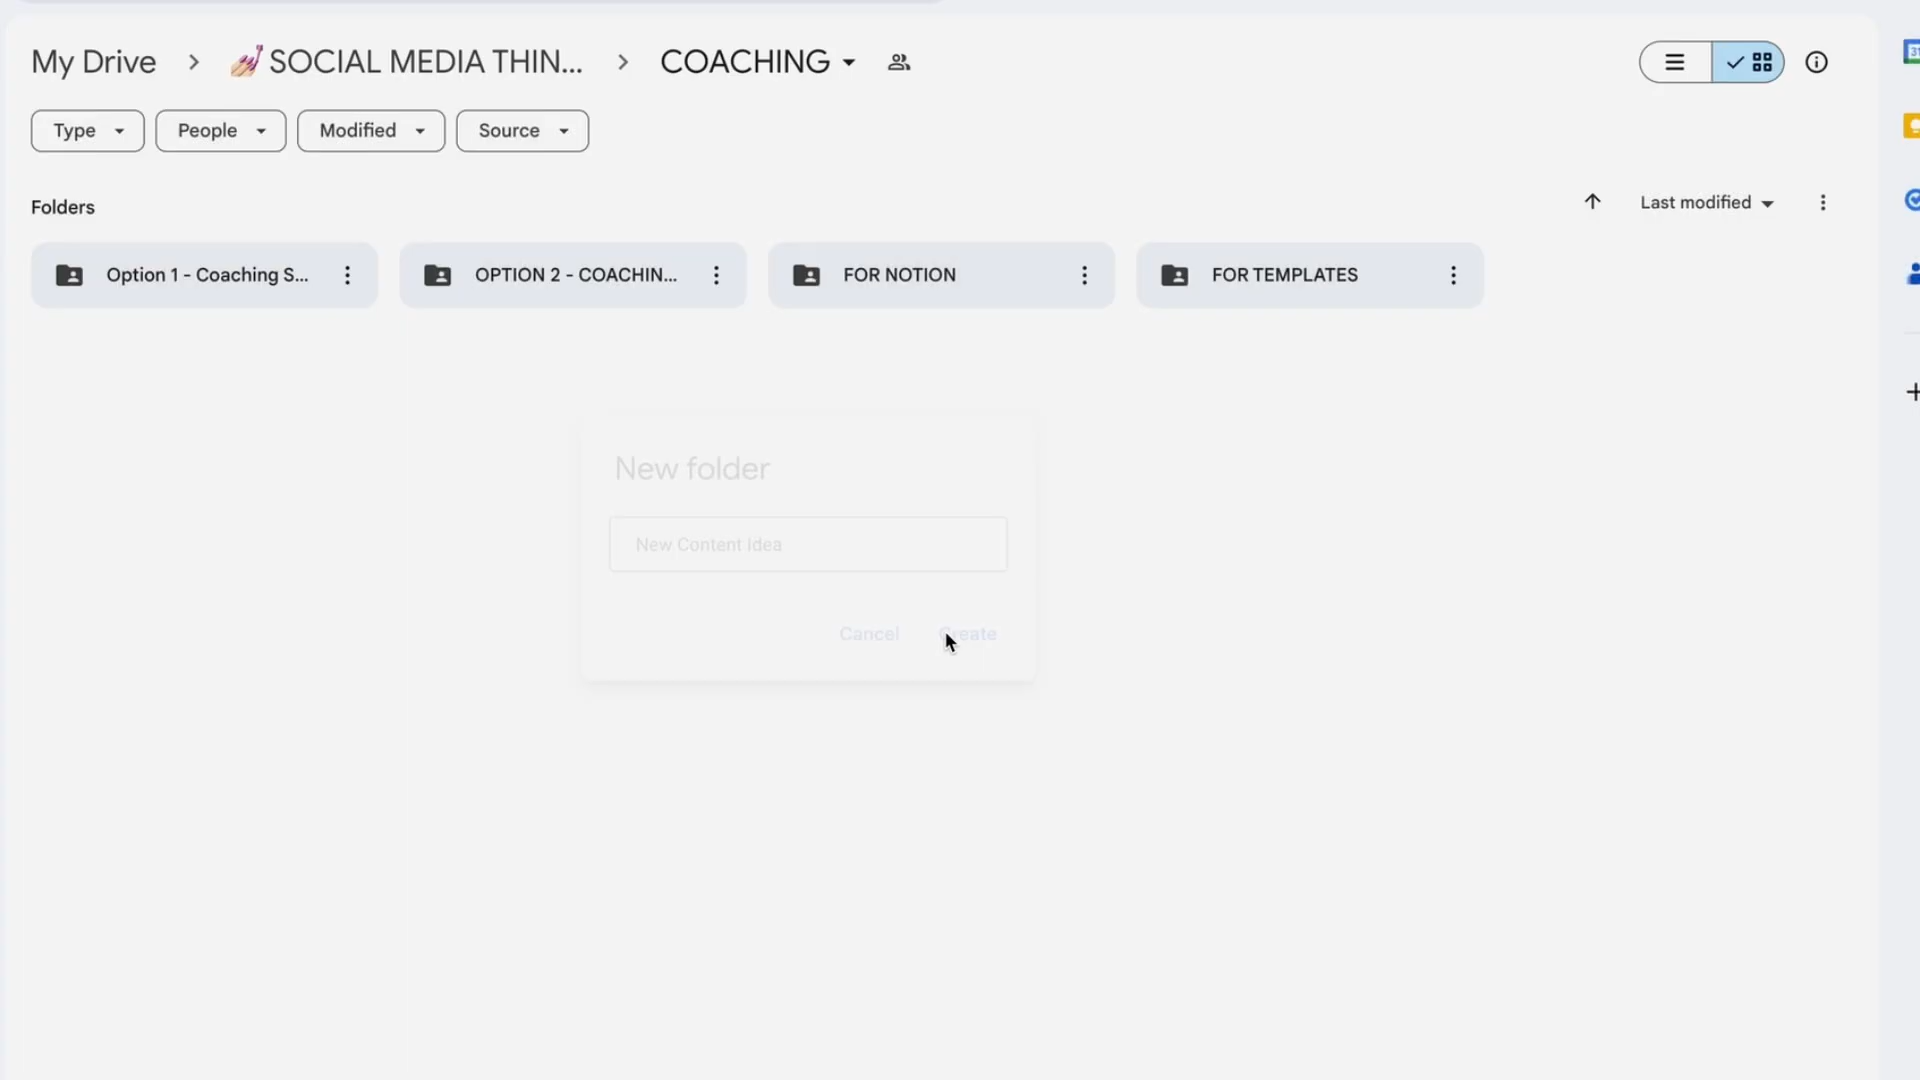 My Drive > 💅 SOCIAL MEDIA THIN... > COACHING
Type People Modified Source
Folders
Last modified
Option 1 - Coaching S...
OPTION 2 - COACHIN...
FOR NOTION
FOR TEMPLATES
New folder
New Content Idea
Cancel Create